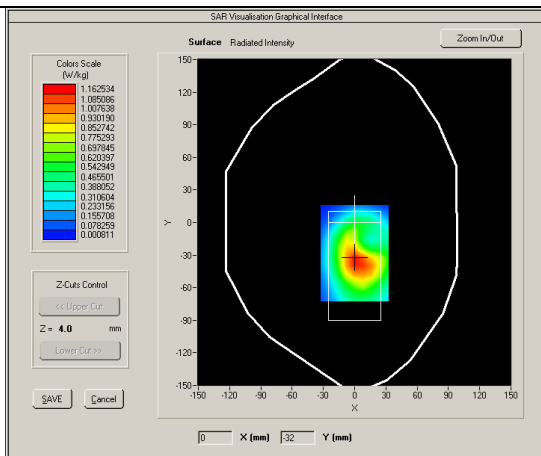 SAR Visualisation Graphical Interface
Surface Radiated Intensity
Zoom In/Out
Colors Scale
(W/kg)
1.162534
1.085086
1.007638
0.930190
0.852742
0.775293
0.697845
0.620397
0.542949
0.465501
0.388052
0.310604
0.233156
0.155708
0.078259
0.000811
Z-Cuts Control
<< Upper Cut
Z = 4.0 mm
Lower Cut >>
SAVE Cancel
150
120
90
60
30
0
-30
-60
-90
-120
-150
Y
-150 -120 -90 -60 -30 0 30 60 90 120 150
X
0 X (mm) -32 Y (mm)